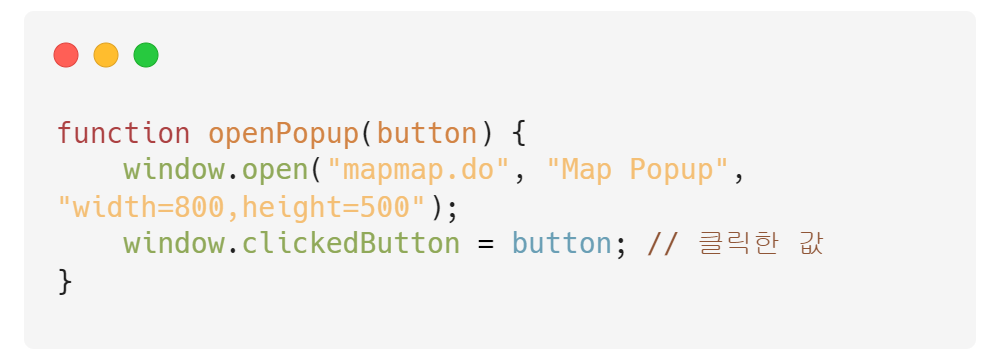 function openPopup(button) {
    window.open("mapmap.do", "Map Popup",
"width=800,height=500");
    window.clickedButton = button; // 클릭한 값
}